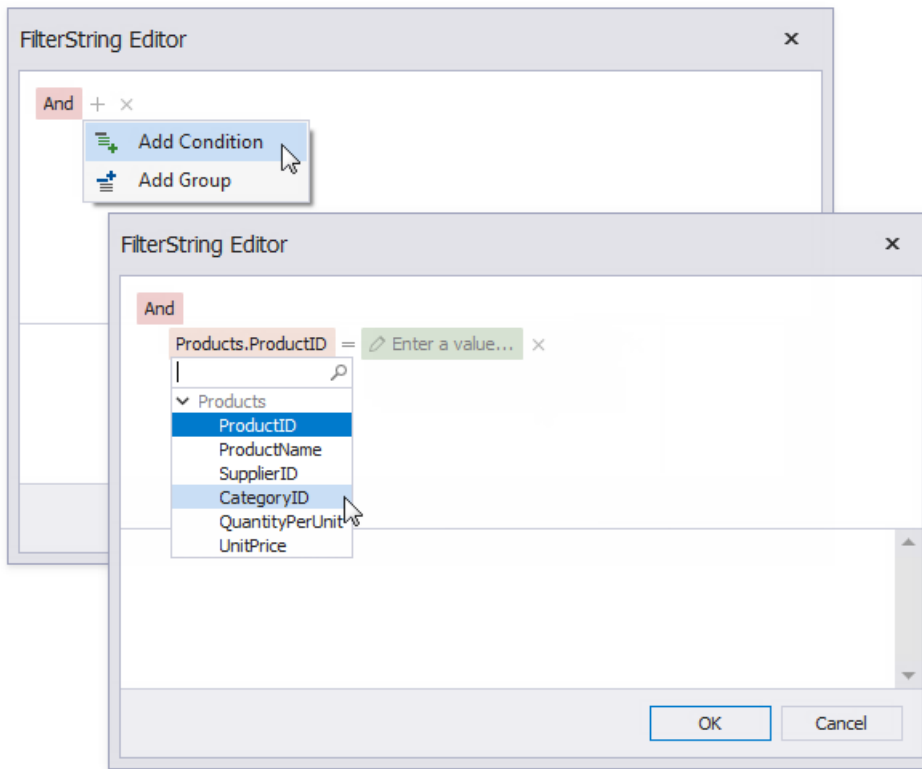 FilterString Editor
And
Add Condition
Add Group
FilterString Editor
And
Products.ProductID = Enter a value...
Products
ProductID
ProductName
SupplierID
CategoryID
QuantityPerUnit
UnitPrice
OK Cancel